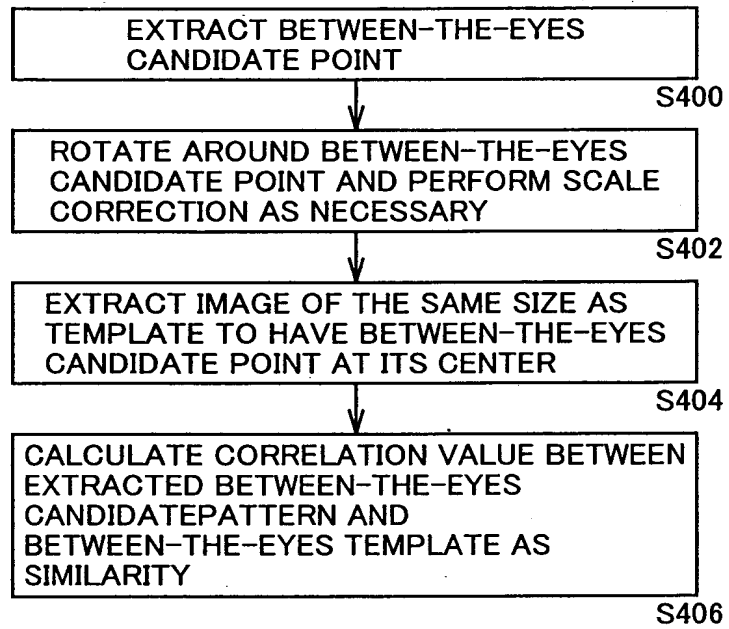 EXTRACT BETWEEN-THE-EYES
CANDIDATE POINT
S400
ROTATE AROUND BETWEEN-THE-EYES
CANDIDATE POINT AND PERFORM SCALE
CORRECTION AS NECESSARY
S402
EXTRACT IMAGE OF THE SAME SIZE AS
TEMPLATE TO HAVE BETWEEN-THE-EYES
CANDIDATE POINT AT ITS CENTER
S404
CALCULATE CORRELATION VALUE BETWEEN
EXTRACTED BETWEEN-THE-EYES
CANDIDATEPATTERN AND
BETWEEN-THE-EYES TEMPLATE AS
SIMILARITY
S406